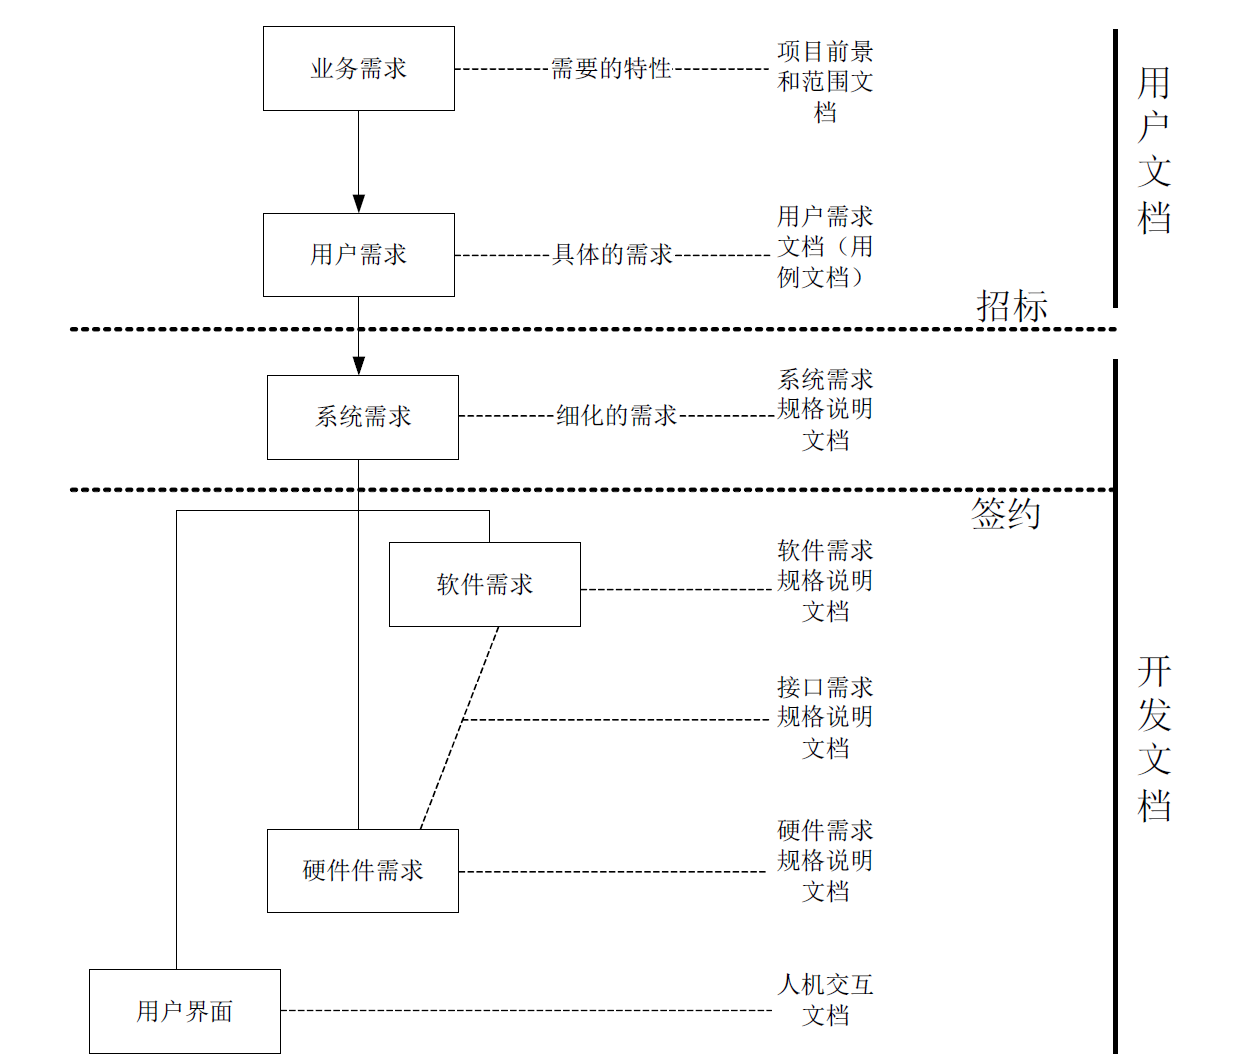 业务需求
需要的特性
项目前景
和范围文
档
用户文档
用户需求
具体的需求
用户需求
文档（用
例文档）
招标
系统需求
细化的需求
系统需求
规格说明
文档
签约
软件需求
软件需求
规格说明
文档
接口需求
规格说明
文档
开发文档
硬件件需求
硬件需求
规格说明
文档
用户界面
人机交互
文档